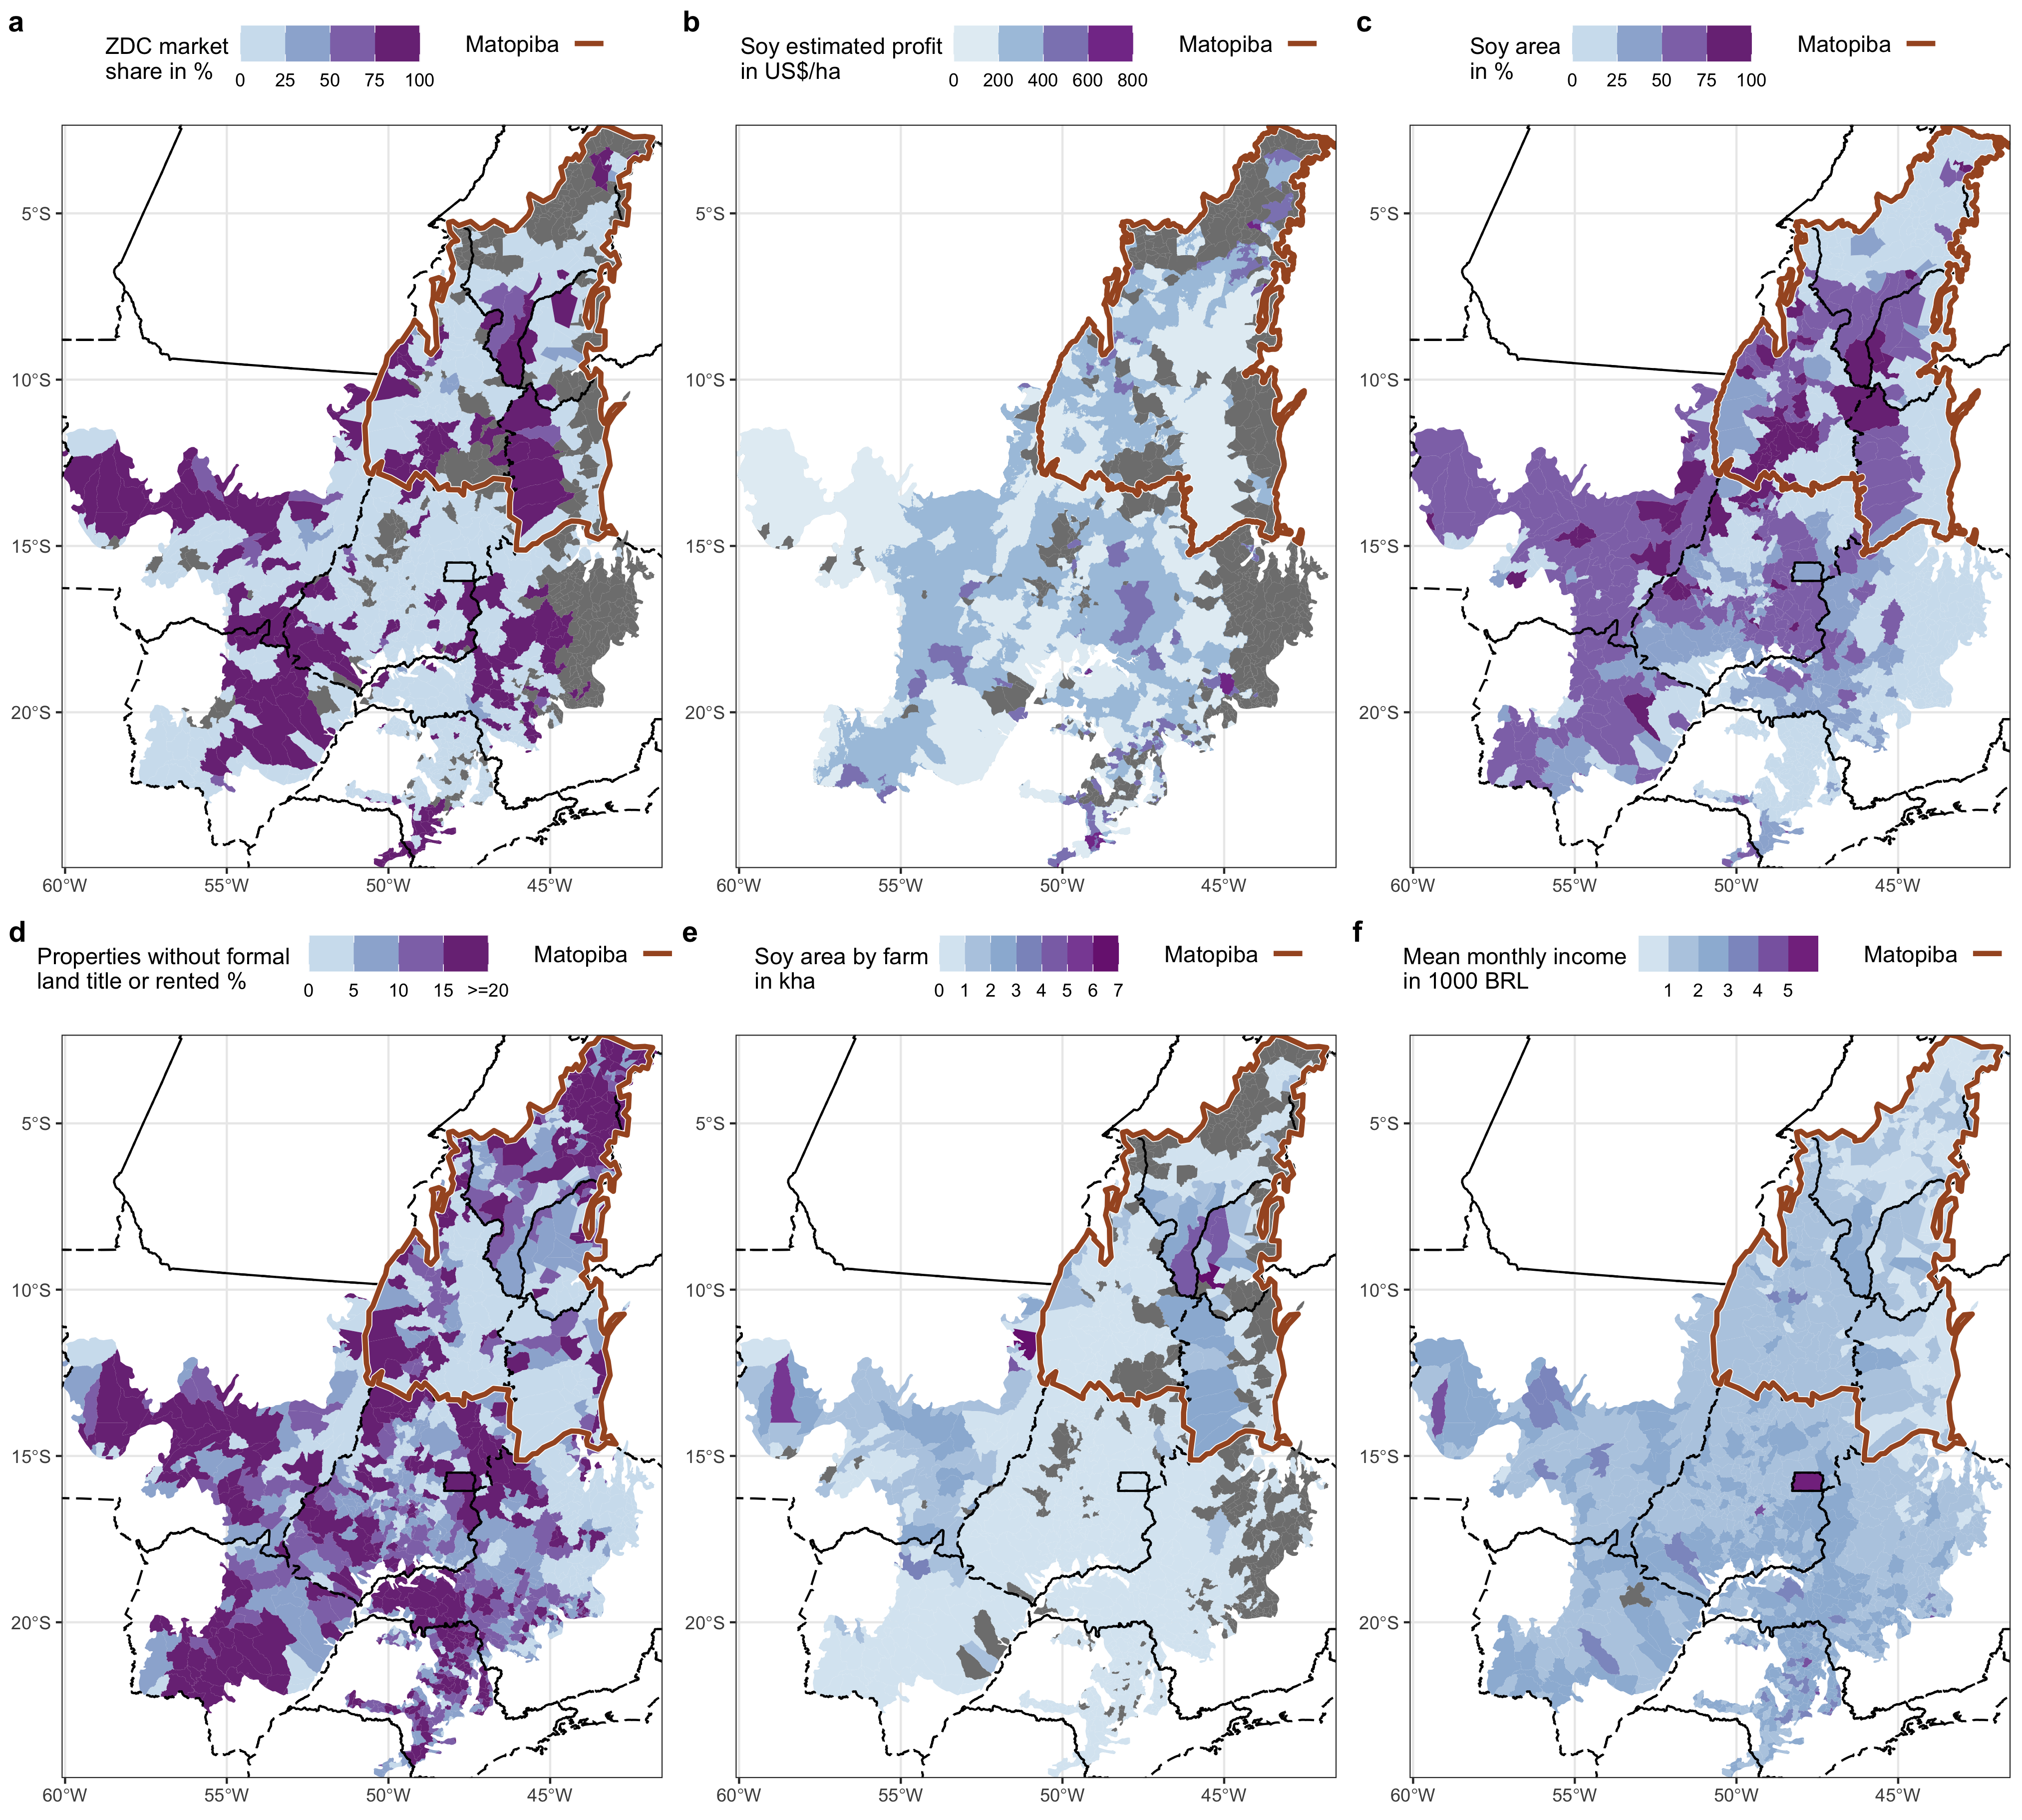 a
ZDC market
share in %
0 25 50 75 100
Matopiba
b
Soy estimated profit
in US$/ha
0 200 400 600 800
Matopiba
c
Soy area
in %
0 25 50 75 100
Matopiba
5°S
10°S
15°S
20°S
60°W 55°W 50°W 45°W
5°S
10°S
15°S
20°S
60°W 55°W 50°W 45°W
5°S
10°S
15°S
20°S
60°W 55°W 50°W 45°W
d
Properties without formal
land title or rented %
0 5 10 15 >=20
Matopiba
e
Soy area by farm
in kha
0 1 2 3 4 5 6 7
Matopiba
f
Mean monthly income
in 1000 BRL
1 2 3 4 5
Matopiba
5°S
10°S
15°S
20°S
60°W 55°W 50°W 45°W
5°S
10°S
15°S
20°S
60°W 55°W 50°W 45°W
5°S
10°S
15°S
20°S
60°W 55°W 50°W 45°W